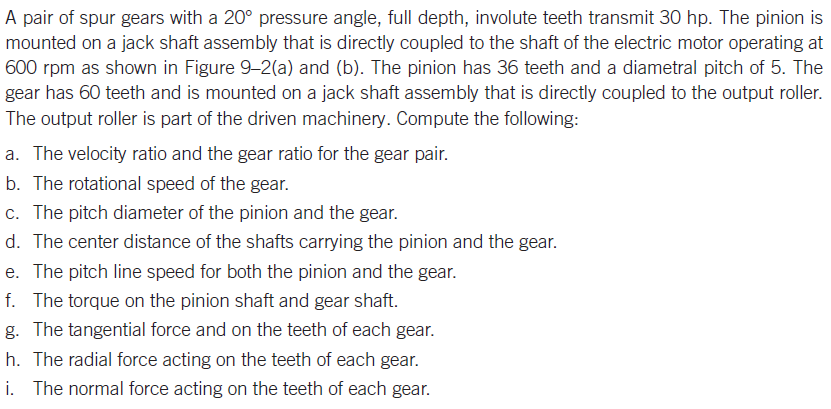 A pair of spur gears with a 20° pressure angle, full depth, involute teeth transmit 30 hp. The pinion is
mounted on a jack shaft assembly that is directly coupled to the shaft of the electric motor operating at
600 rpm as shown in Figure 9–2(a) and (b). The pinion has 36 teeth and a diametral pitch of 5. The
gear has 60 teeth and is mounted on a jack shaft assembly that is directly coupled to the output roller.
The output roller is part of the driven machinery. Compute the following:
a. The velocity ratio and the gear ratio for the gear pair.
b. The rotational speed of the gear.
c. The pitch diameter of the pinion and the gear.
d. The center distance of the shafts carrying the pinion and the gear.
e. The pitch line speed for both the pinion and the gear.
f. The torque on the pinion shaft and gear shaft.
g. The tangential force and on the teeth of each gear.
h. The radial force acting on the teeth of each gear.
i. The normal force acting on the teeth of each gear.